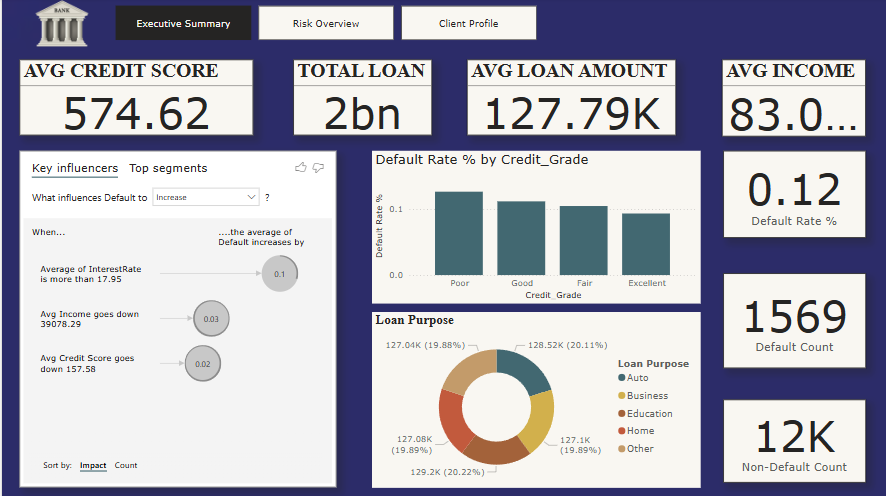 BANK
Executive Summary
Risk Overview
Client Profile
AVG CREDIT SCORE
574.62
TOTAL LOAN
2bn
AVG LOAN AMOUNT
127.79K
AVG INCOME
83.0...
Key influencers Top segments
What influences Default to Increase ?
When...
....the average of
Default increases by
Average of InterestRate
is more than 17.95
0.1
Avg Income goes down
39078.29
0.03
Avg Credit Score goes
down 157.58
0.02
Sort by: Impact Count
Default Rate % by Credit_Grade
Default Rate %
0.1
0.0
Poor Good Fair Excellent
Credit_Grade
Loan Purpose
127.04K (19.88%)
128.52K (20.11%)
127.08K
(19.89%)
127.1K
(19.89%)
129.2K (20.22%)
Loan Purpose
Auto
Business
Education
Home
Other
0.12
Default Rate %
1569
Default Count
12K
Non-Default Count